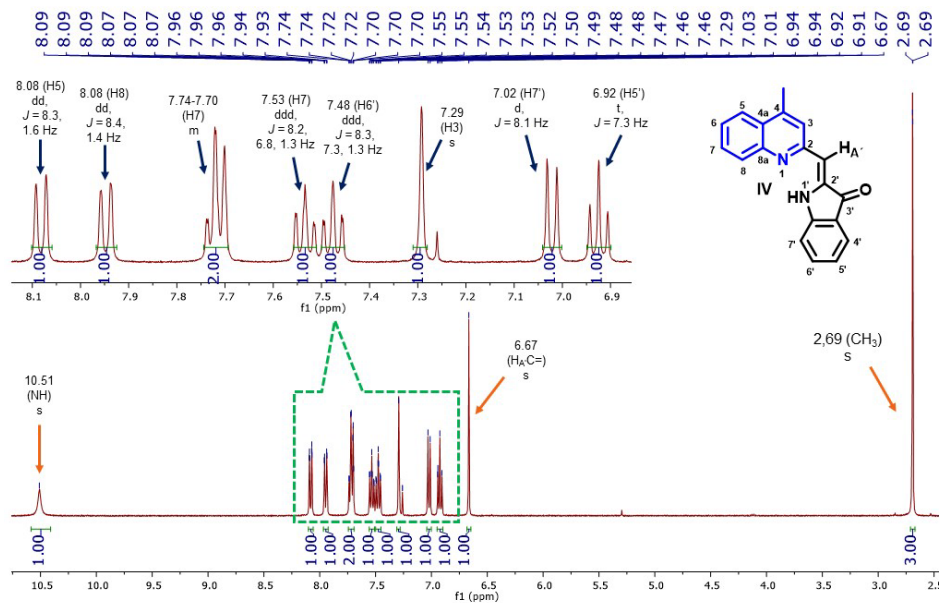 8.09 8.09 8.09 8.07 8.07 8.07 7.96 7.96 7.94 7.93 7.74 7.74 7.72 7.72 7.70 7.70 7.55 7.55 7.54 7.53 7.53 7.52 7.50 7.49 7.48 7.48 7.47 7.46 7.46 7.29 7.03 7.01 6.94 6.94 6.92 6.91 6.67 2.69 2.69
8.08 (H5)
dd,
J = 8.3,
1.6 Hz
8.08 (H8)
dd,
J = 8.4,
1.4 Hz
7.74-7.70
(H7)
m
7.53 (H7)
ddd,
J = 8.2,
6.8, 1.3 Hz
7.48 (H6')
ddd,
J = 8.3,
7.3, 1.3 Hz
7.29
(H3)
s
7.02 (H7')
d,
J = 8.1 Hz
6.92 (H5')
t,
J = 7.3 Hz
1.00 1.00 2.00 1.00 1.00 1.00 1.00 1.00
8.1 8.0 7.9 7.8 7.7 7.6 7.5 7.4 7.3 7.2 7.1 7.0 6.9
f1 (ppm)
5 4 3
4a
6
7
8a 2
8 N 1
H A´
IV
HN 1' 2' O
3'
7' 4'
6' 5'
10.51
(NH)
s
6.67
(HA'C=)
s
2,69 (CH3)
s
1.00 1.00 1.00 2.00 1.00 1.00 1.00 1.00 1.00 1.00 3.00
10.5 10.0 9.5 9.0 8.5 8.0 7.5 7.0 6.5 6.0 5.5 5.0 4.5 4.0 3.5 3.0 2.5
f1 (ppm)